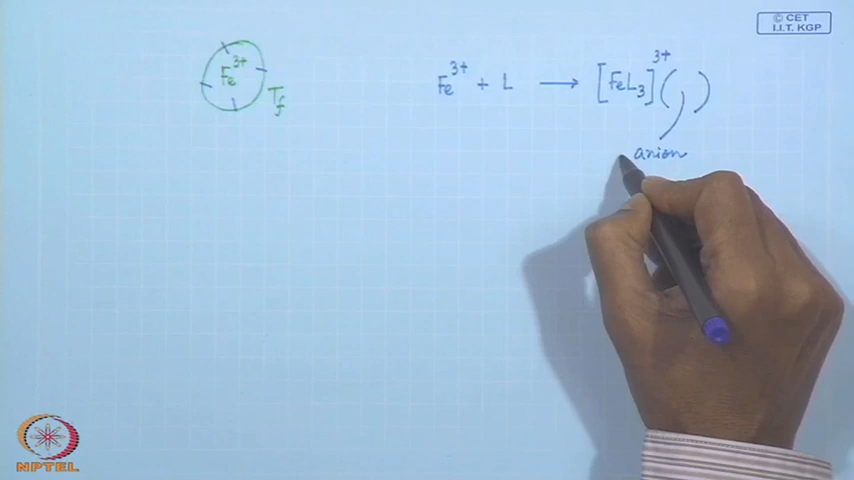 © CET
I.I.T. KGP
Fe3+ Tf
Fe3+ + L → [FeL3]3+ ( )
anion
NPTEL